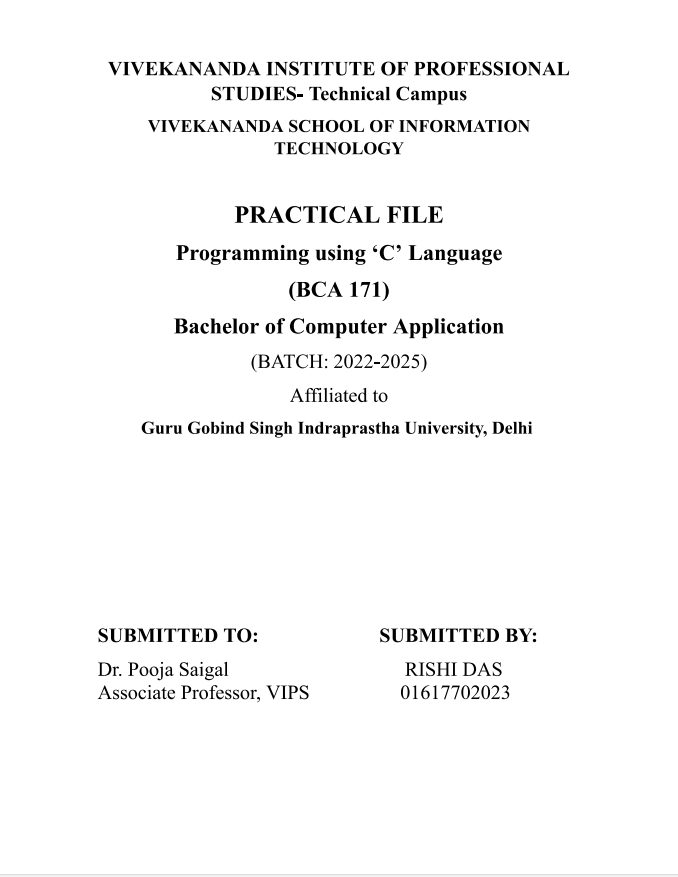 VIVEKANANDA INSTITUTE OF PROFESSIONAL
STUDIES- Technical Campus
VIVEKANANDA SCHOOL OF INFORMATION
TECHNOLOGY
PRACTICAL FILE
Programming using ‘C’ Language
(BCA 171)
Bachelor of Computer Application
(BATCH: 2022-2025)
Affiliated to
Guru Gobind Singh Indraprastha University, Delhi
SUBMITTED TO: SUBMITTED BY:
Dr. Pooja Saigal RISHI DAS
Associate Professor, VIPS 01617702023